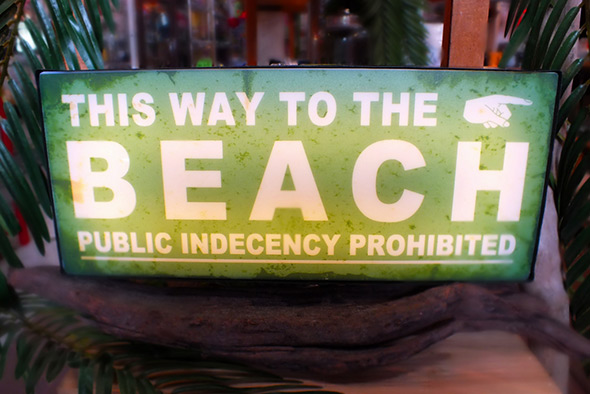 THIS WAY TO THE
BEACH
PUBLIC INDECENCY PROHIBITED